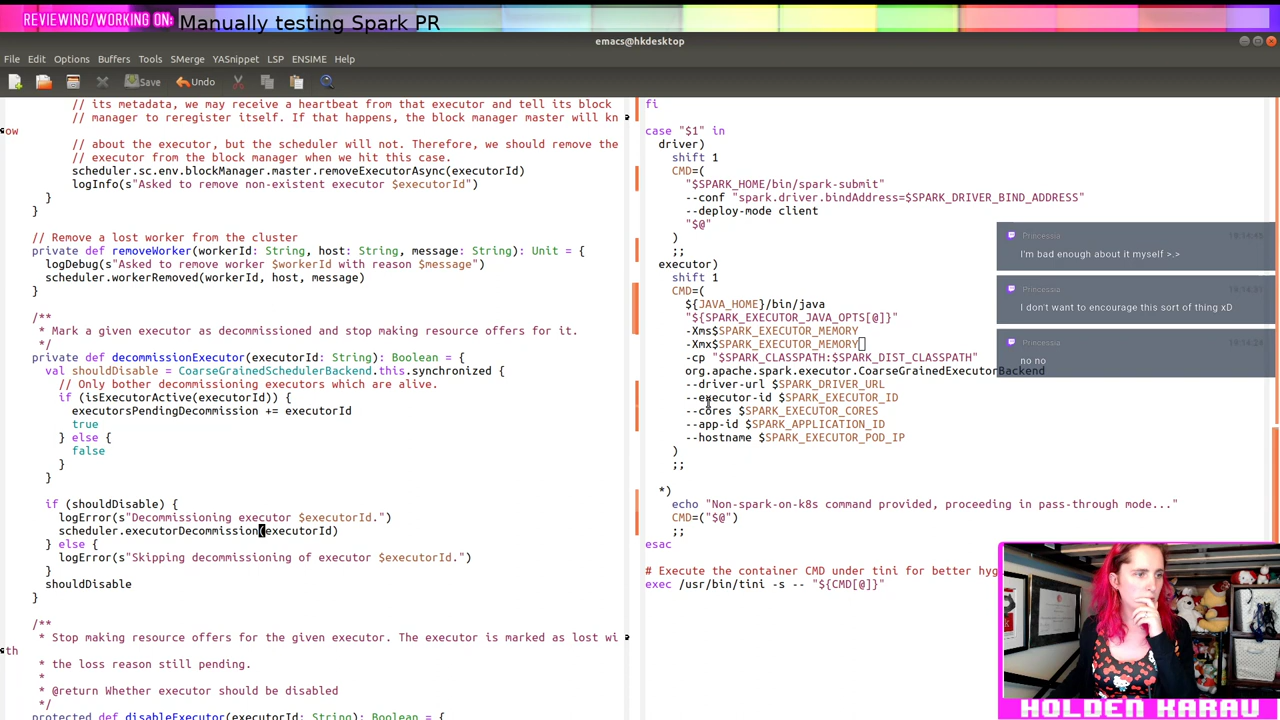 REVIEWING/WORKING ON: Manually testing Spark PR
emacs@hkdesktop
File Edit Options Buffers Tools SMerge YASnippet LSP ENSIME Help
Save Undo
// its metadata, we may receive a heartbeat from that executor and tell its block
// manager to reregister itself. If that happens, the block manager master will kn
ow
// about the executor, but the scheduler will not. Therefore, we should remove the
// executor from the block manager when we hit this case.
scheduler.sc.env.blockManager.master.removeExecutorAsync(executorId)
logInfo(s"Asked to remove non-existent executor $executorId")
}
}
// Remove a lost worker from the cluster
private def removeWorker(workerId: String, host: String, message: String): Unit = {
logDebug(s"Asked to remove worker $workerId with reason $message")
scheduler.workerRemoved(workerId, host, message)
}
/**
* Mark a given executor as decommissioned and stop making resource offers for it.
*/
private def decommissionExecutor(executorId: String): Boolean = {
val shouldDisable = CoarseGrainedSchedulerBackend.this.synchronized {
// Only bother decommissioning executors which are alive.
if (isExecutorActive(executorId)) {
executorsPendingDecommission += executorId
true
} else {
false
}
}
if (shouldDisable) {
logError(s"Decommissioning executor $executorId.")
scheduler.executorDecommission(executorId)
} else {
logError(s"Skipping decommissioning of executor $executorId.")
}
shouldDisable
}
/**
* Stop making resource offers for the given executor. The executor is marked as lost wi
th
* the loss reason still pending.
*
* @return Whether executor should be disabled
*/
protected def disableExecutor(executorId: String): Boolean = {
fi
case "$1" in
driver)
shift 1
CMD=(
"$SPARK_HOME/bin/spark-submit"
--conf "spark.driver.bindAddress=$SPARK_DRIVER_BIND_ADDRESS"
--deploy-mode client
"$@"
)
;;
executor)
shift 1
CMD=(
${JAVA_HOME}/bin/java
"${SPARK_EXECUTOR_JAVA_OPTS[@]}"
-Xms$SPARK_EXECUTOR_MEMORY
-Xmx$SPARK_EXECUTOR_MEMORY
-cp "$SPARK_CLASSPATH:$SPARK_DIST_CLASSPATH"
org.apache.spark.executor.CoarseGrainedExecutorBackend
--driver-url $SPARK_DRIVER_URL
--executor-id $SPARK_EXECUTOR_ID
--cores $SPARK_EXECUTOR_CORES
--app-id $SPARK_APPLICATION_ID
--hostname $SPARK_EXECUTOR_POD_IP
)
;;
*)
echo "Non-spark-on-k8s command provided, proceeding in pass-through mode..."
CMD=("$@")
;;
esac
# Execute the container CMD under tini for better hyg
exec /usr/bin/tini -s -- "${CMD[@]}"
Princessia
I'm bad enough about it myself >.>
Princessia
I don't want to encourage this sort of thing xD
Princessia
no no
HOLDEN KARAU